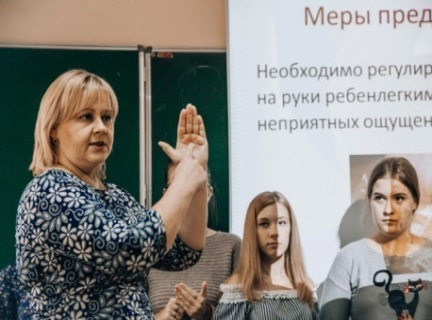 Меры пред
Необходимо регулир
на руки ребенлегким
неприятных ощущен